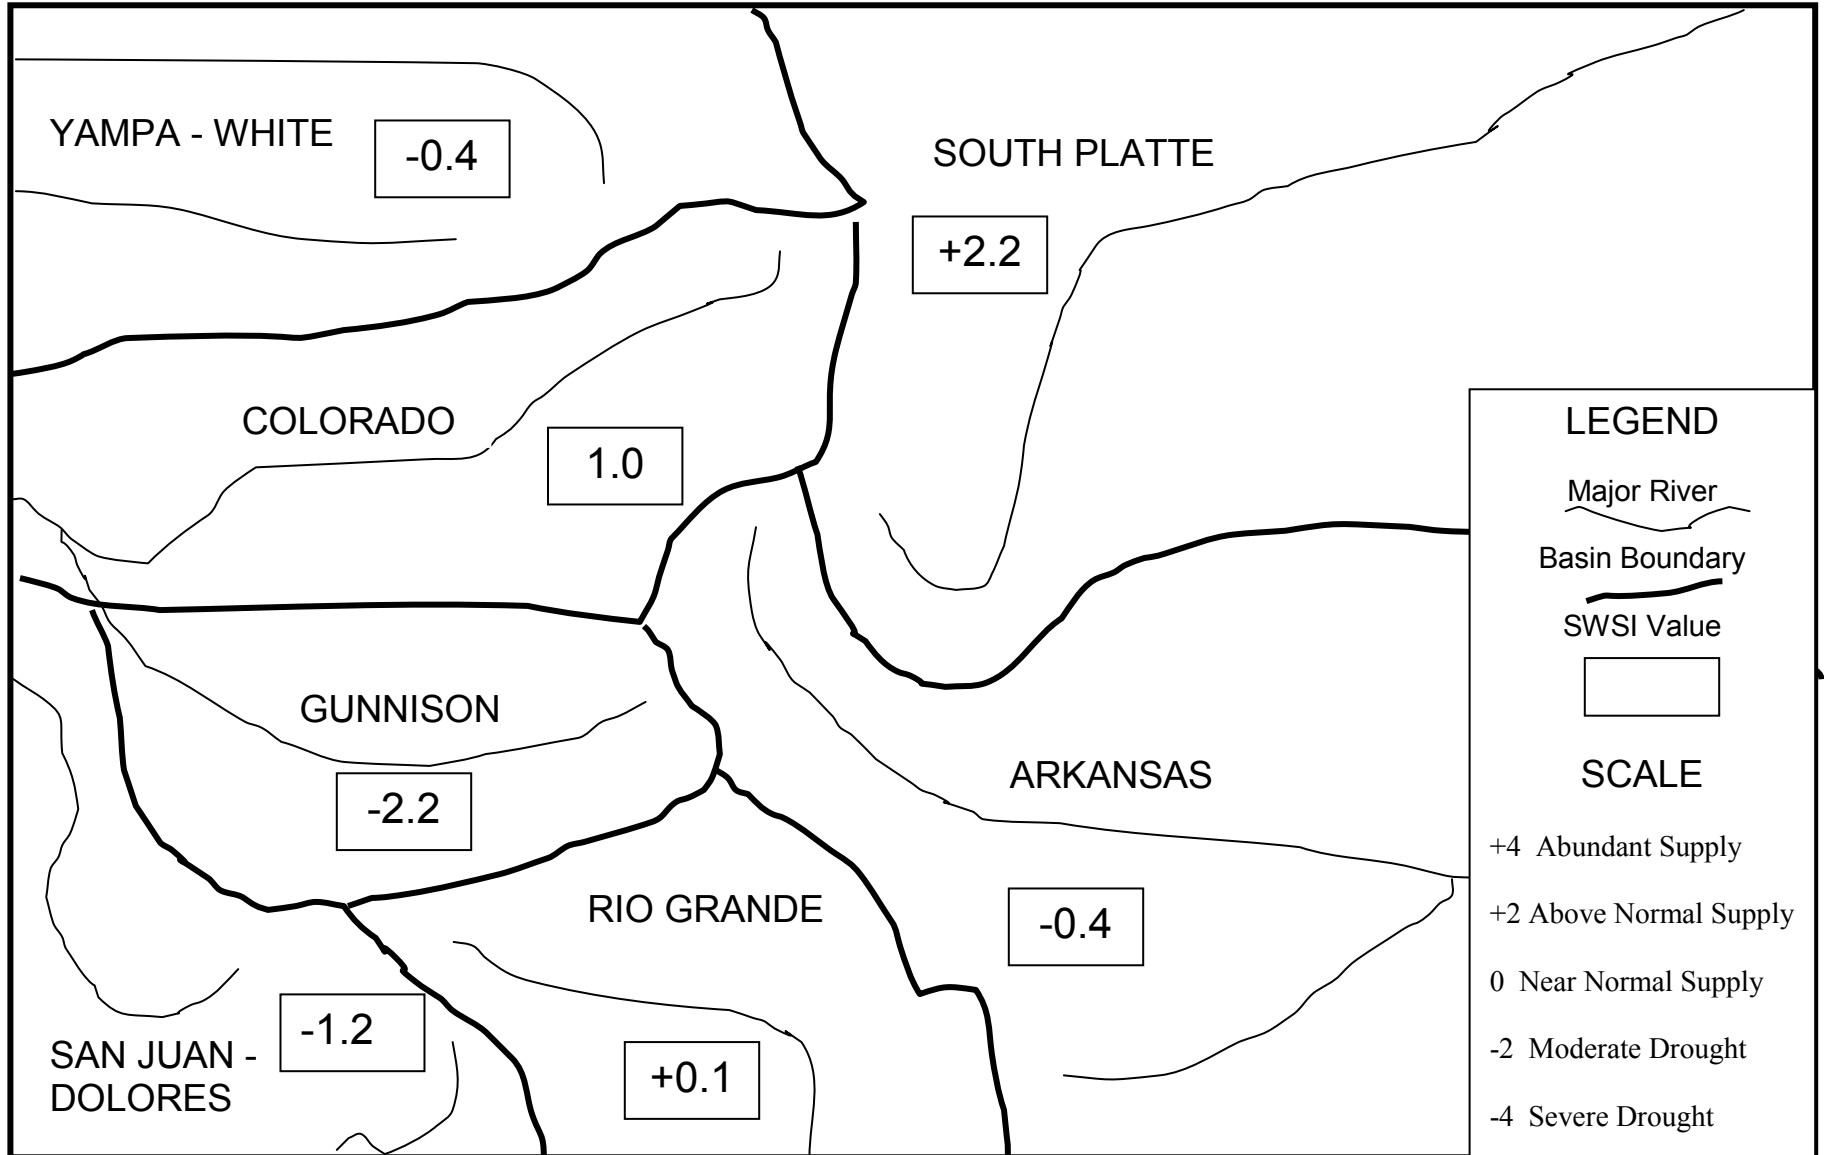 YAMPA - WHITE
-0.4
SOUTH PLATTE
+2.2
COLORADO
1.0
GUNNISON
-2.2
ARKANSAS
-0.4
RIO GRANDE
+0.1
SAN JUAN -
DOLORES
-1.2
LEGEND
Major River
Basin Boundary
SWSI Value
SCALE
+4 Abundant Supply
+2 Above Normal Supply
0 Near Normal Supply
-2 Moderate Drought
-4 Severe Drought